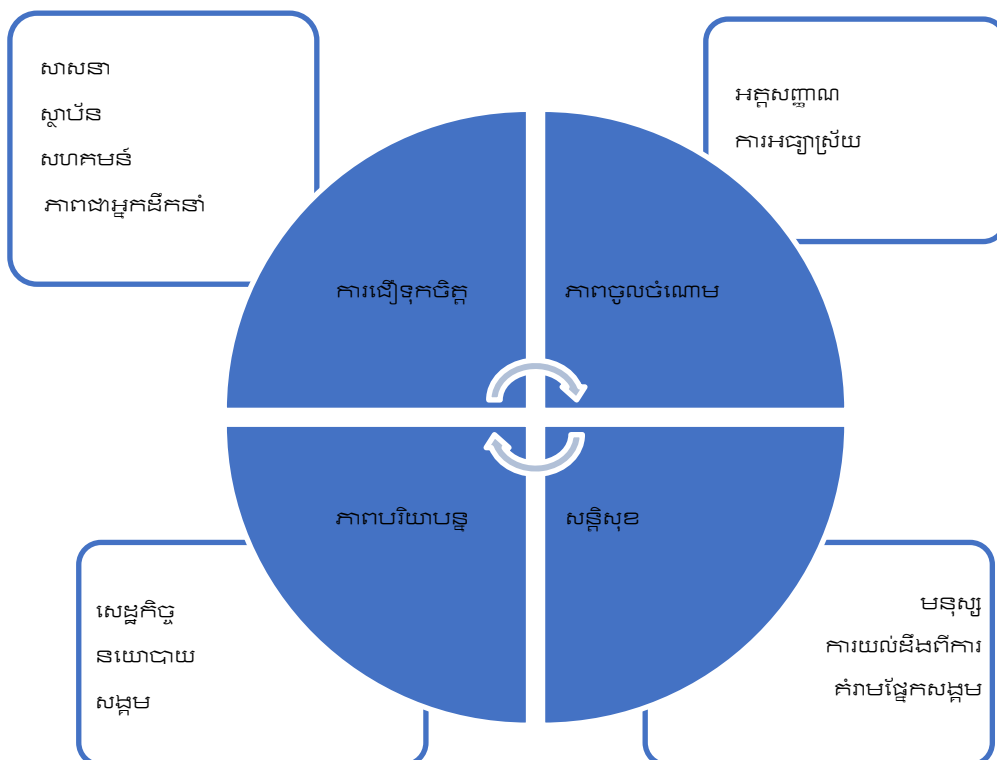 សាសនា
ស្ថាប័ន
សហគមន៍
ភាពជាអ្នកដឹកនាំ
អត្តសញ្ញាណ
ការអធ្យាស្រ័យ
ការជឿទុកចិត្ត
ភាពចូលចំណោម
ភាពបរិយាបន្ន
សន្តិសុខ
សេដ្ឋកិច្ច
នយោបាយ
សង្គម
មនុស្ស
ការយល់ដឹងពីការ
គំរាមផ្នែកសង្គម